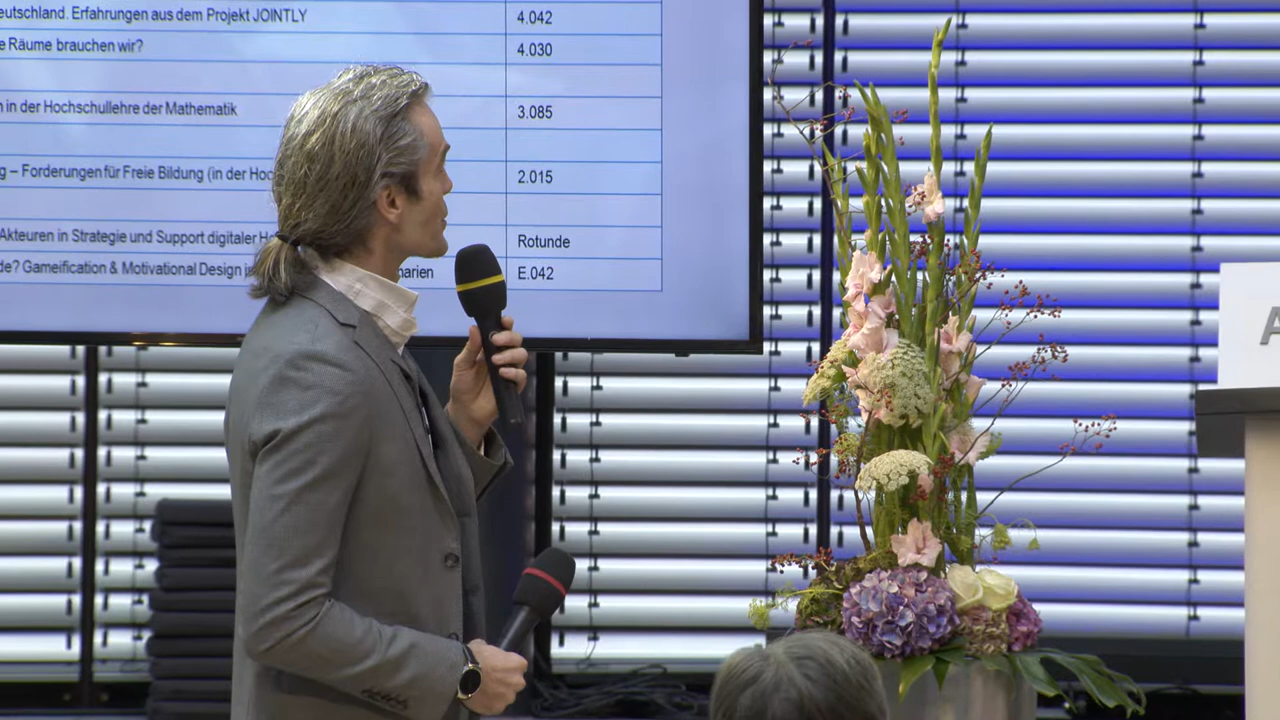 eutschland. Erfahrungen aus dem Projekt JOINTLY 4.042
e Räume brauchen wir? 4.030
in der Hochschullehre der Mathematik 3.085
g – Forderungen für Freie Bildung (in der Hoc 2.015
Akteuren in Strategie und Support digitaler H Rotunde
de? Gameification & Motivational Design i narien E.042
A